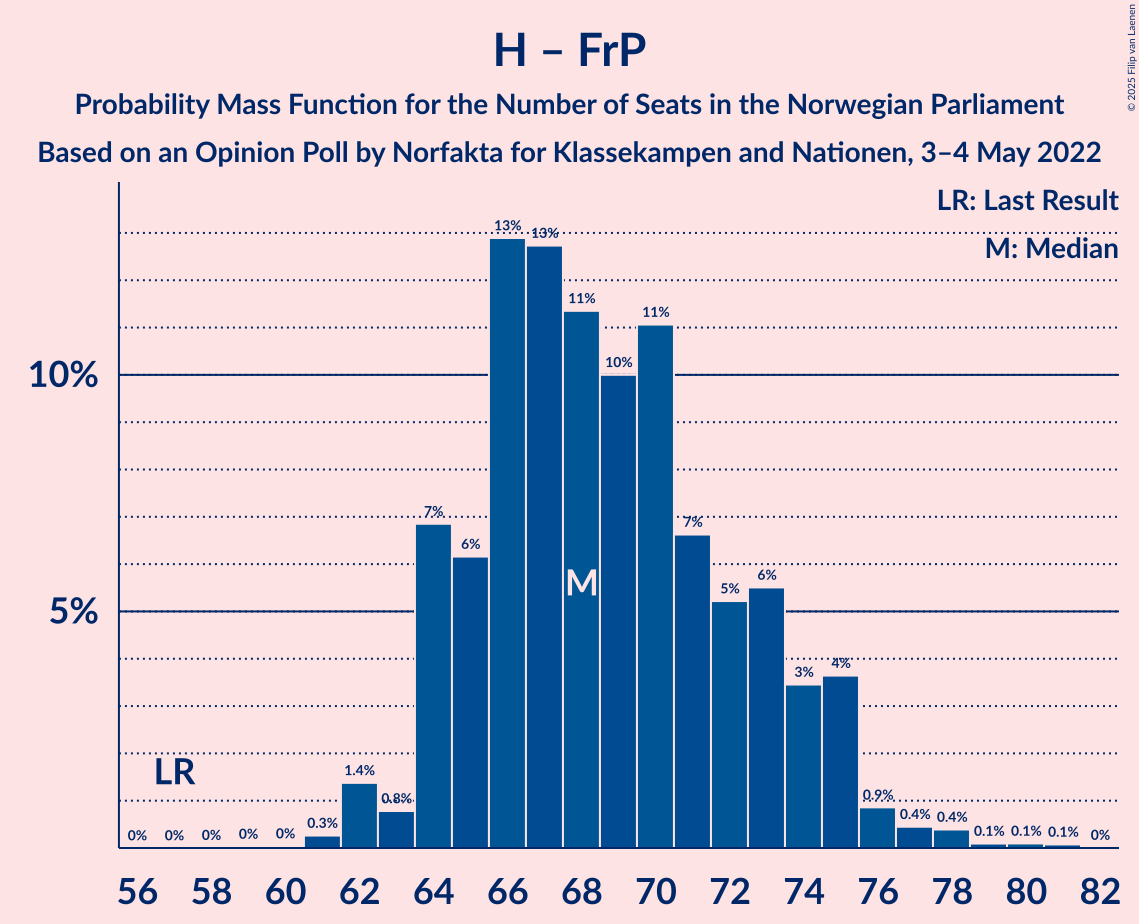 H – FrP
Probability Mass Function for the Number of Seats in the Norwegian Parliament
Based on an Opinion Poll by Norfakta for Klassekampen and Nationen, 3–4 May 2022
© 2025 Filip van Laenen
LR: Last Result
M: Median
10%
5%
0% 0% 0% 0% 0% 0.3% 1.4% 0.8% 7% 6% 13% 13% 11% 10% 11% 7% 5% 6% 3% 4% 0.9% 0.4% 0.4% 0.1% 0.1% 0.1% 0%
M
LR
56 58 60 62 64 66 68 70 72 74 76 78 80 82